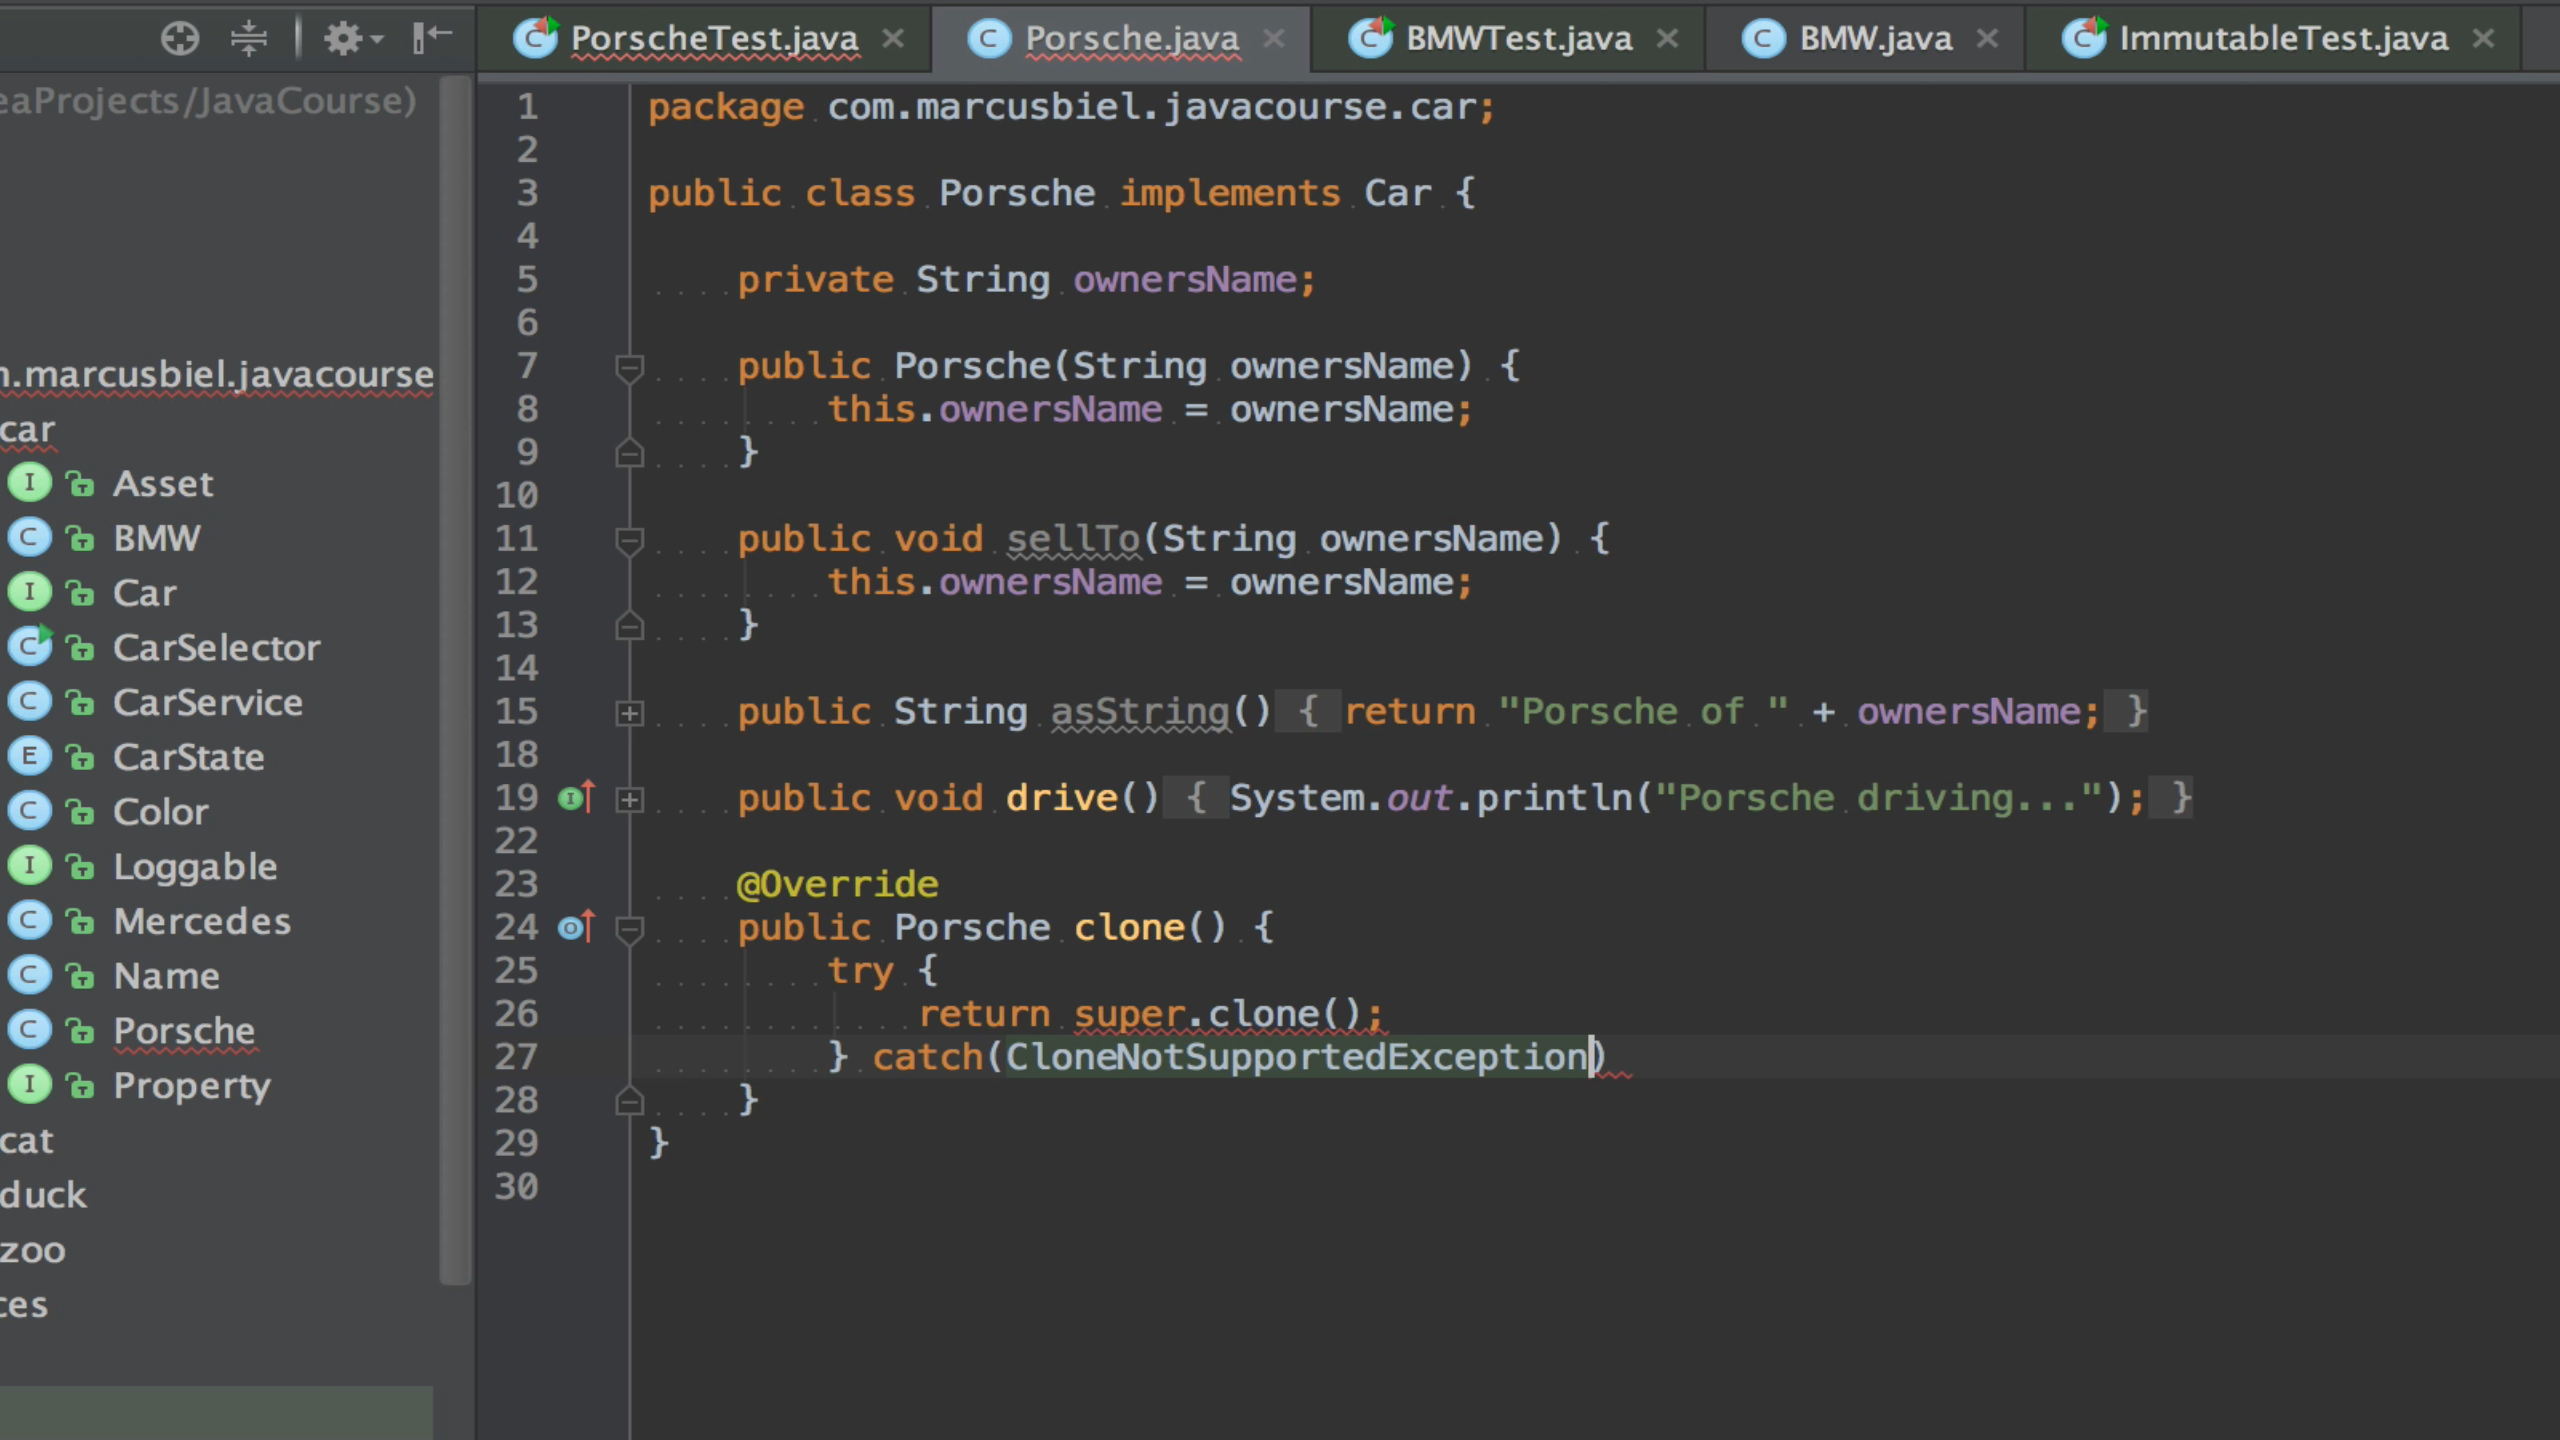 PorscheTest.java Porsche.java BMWTest.java BMW.java ImmutableTest.java
eaProjects/JavaCourse)
.marcusbiel.javacourse
car
I Asset
C BMW
I Car
C CarSelector
C CarService
E CarState
C Color
I Loggable
C Mercedes
C Name
C Porsche
I Property
cat
duck
zoo
ces
1 package com.marcusbiel.javacourse.car;
2
3 public class Porsche implements Car {
4
5 private String ownersName;
6
7 public Porsche(String ownersName) {
8 this.ownersName = ownersName;
9 }
10
11 public void sellTo(String ownersName) {
12 this.ownersName = ownersName;
13 }
14
15 public String asString() { return "Porsche of " + ownersName; }
18
19 public void drive() { System.out.println("Porsche driving..."); }
22
23 @Override
24 public Porsche clone() {
25 try {
26 return super.clone();
27 } catch(CloneNotSupportedException)
28 }
29 }
30